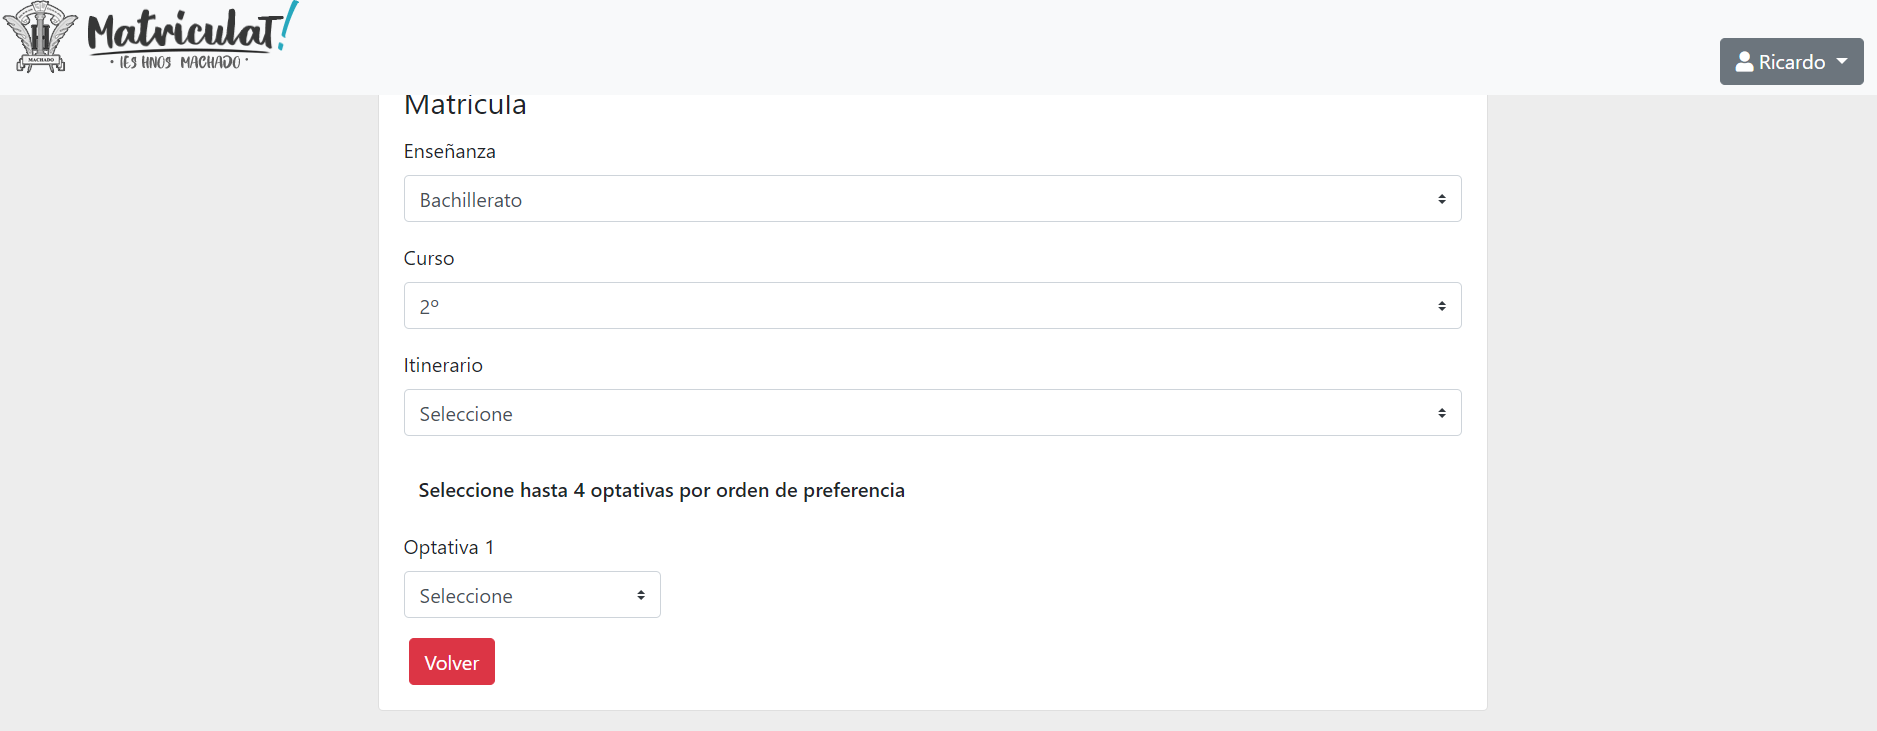 MACHADO
MatriculaT!
· IES HNOS MACHADO ·
Ricardo
Matrícula
Enseñanza
Bachillerato
Curso
2º
Itinerario
Seleccione
Seleccione hasta 4 optativas por orden de preferencia
Optativa 1
Seleccione
Volver